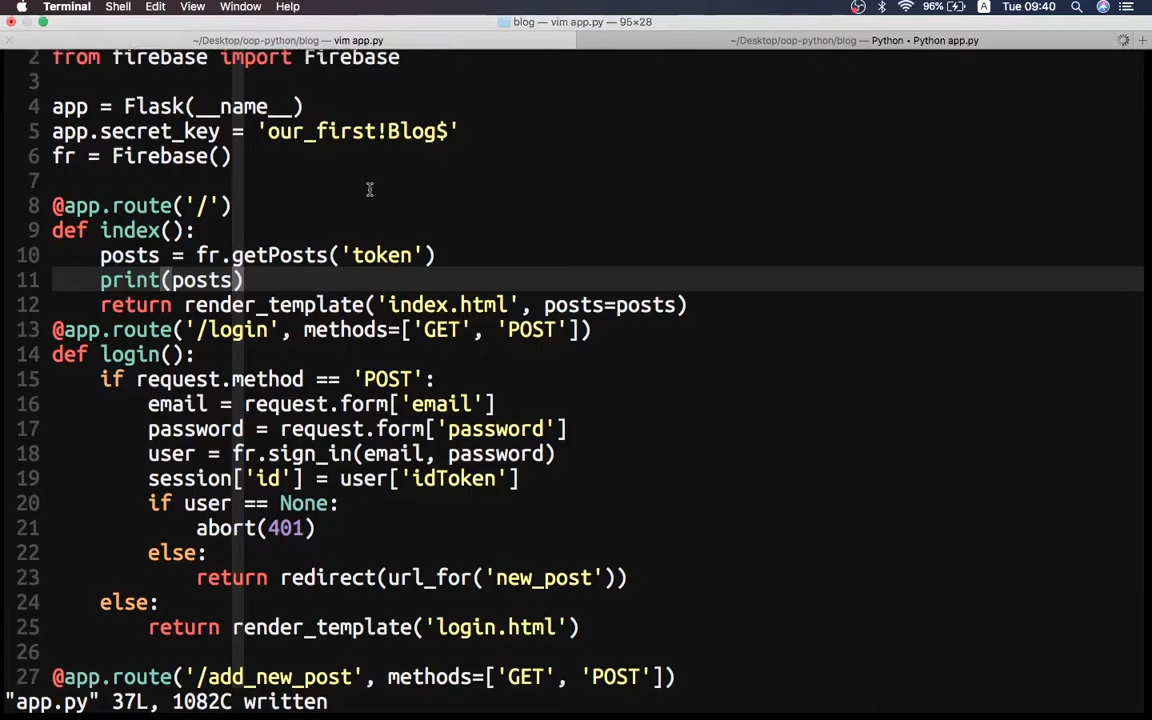 Terminal Shell Edit View Window Help 96% A Tue 09:40
blog — vim app.py — 95×28
~/Desktop/oop-python/blog — vim app.py ~/Desktop/oop-python/blog — Python • Python app.py
2 from firebase import Firebase
3
4 app = Flask(__name__)
5 app.secret_key = 'our_first!Blog$'
6 fr = Firebase()
7
8 @app.route('/')
9 def index():
10 posts = fr.getPosts('token')
11 print(posts)
12 return render_template('index.html', posts=posts)
13 @app.route('/login', methods=['GET', 'POST'])
14 def login():
15 if request.method == 'POST':
16 email = request.form['email']
17 password = request.form['password']
18 user = fr.sign_in(email, password)
19 session['id'] = user['idToken']
20 if user == None:
21 abort(401)
22 else:
23 return redirect(url_for('new_post'))
24 else:
25 return render_template('login.html')
26
27 @app.route('/add_new_post', methods=['GET', 'POST'])
"app.py" 37L, 1082C written